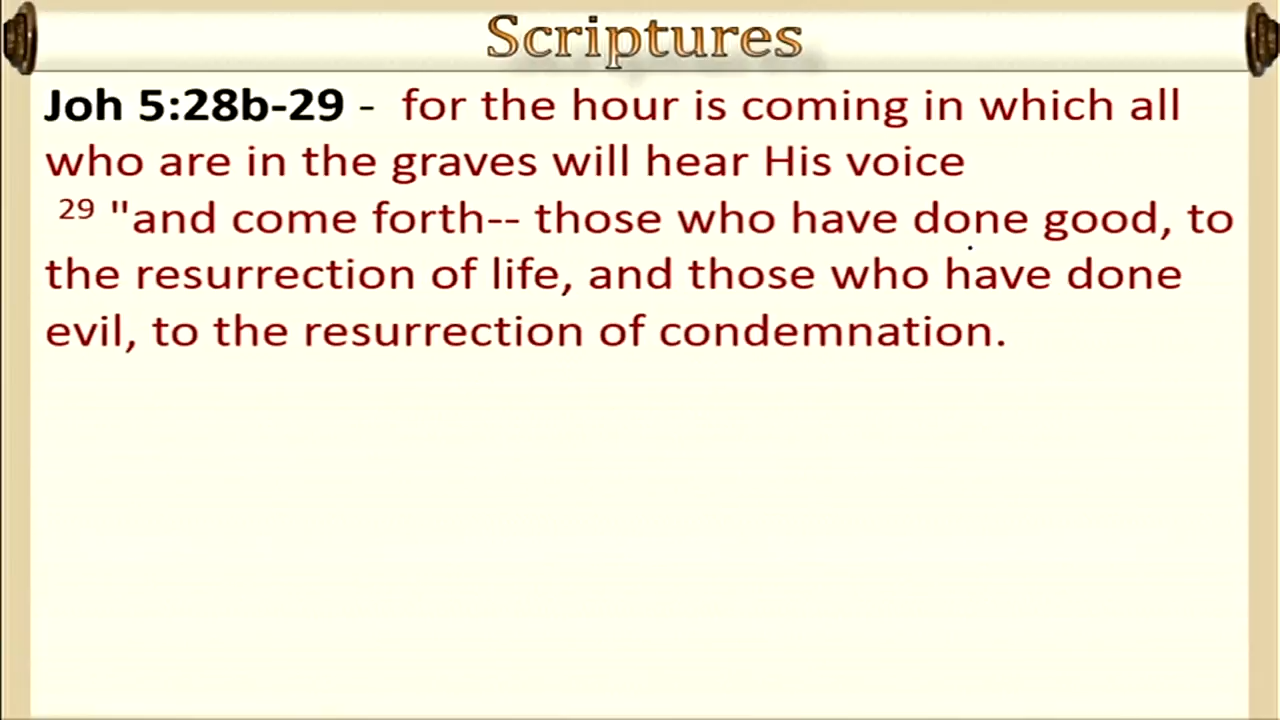 Scriptures
Joh 5:28b-29 - for the hour is coming in which all
who are in the graves will hear His voice
29 "and come forth-- those who have done good, to
the resurrection of life, and those who have done
evil, to the resurrection of condemnation.